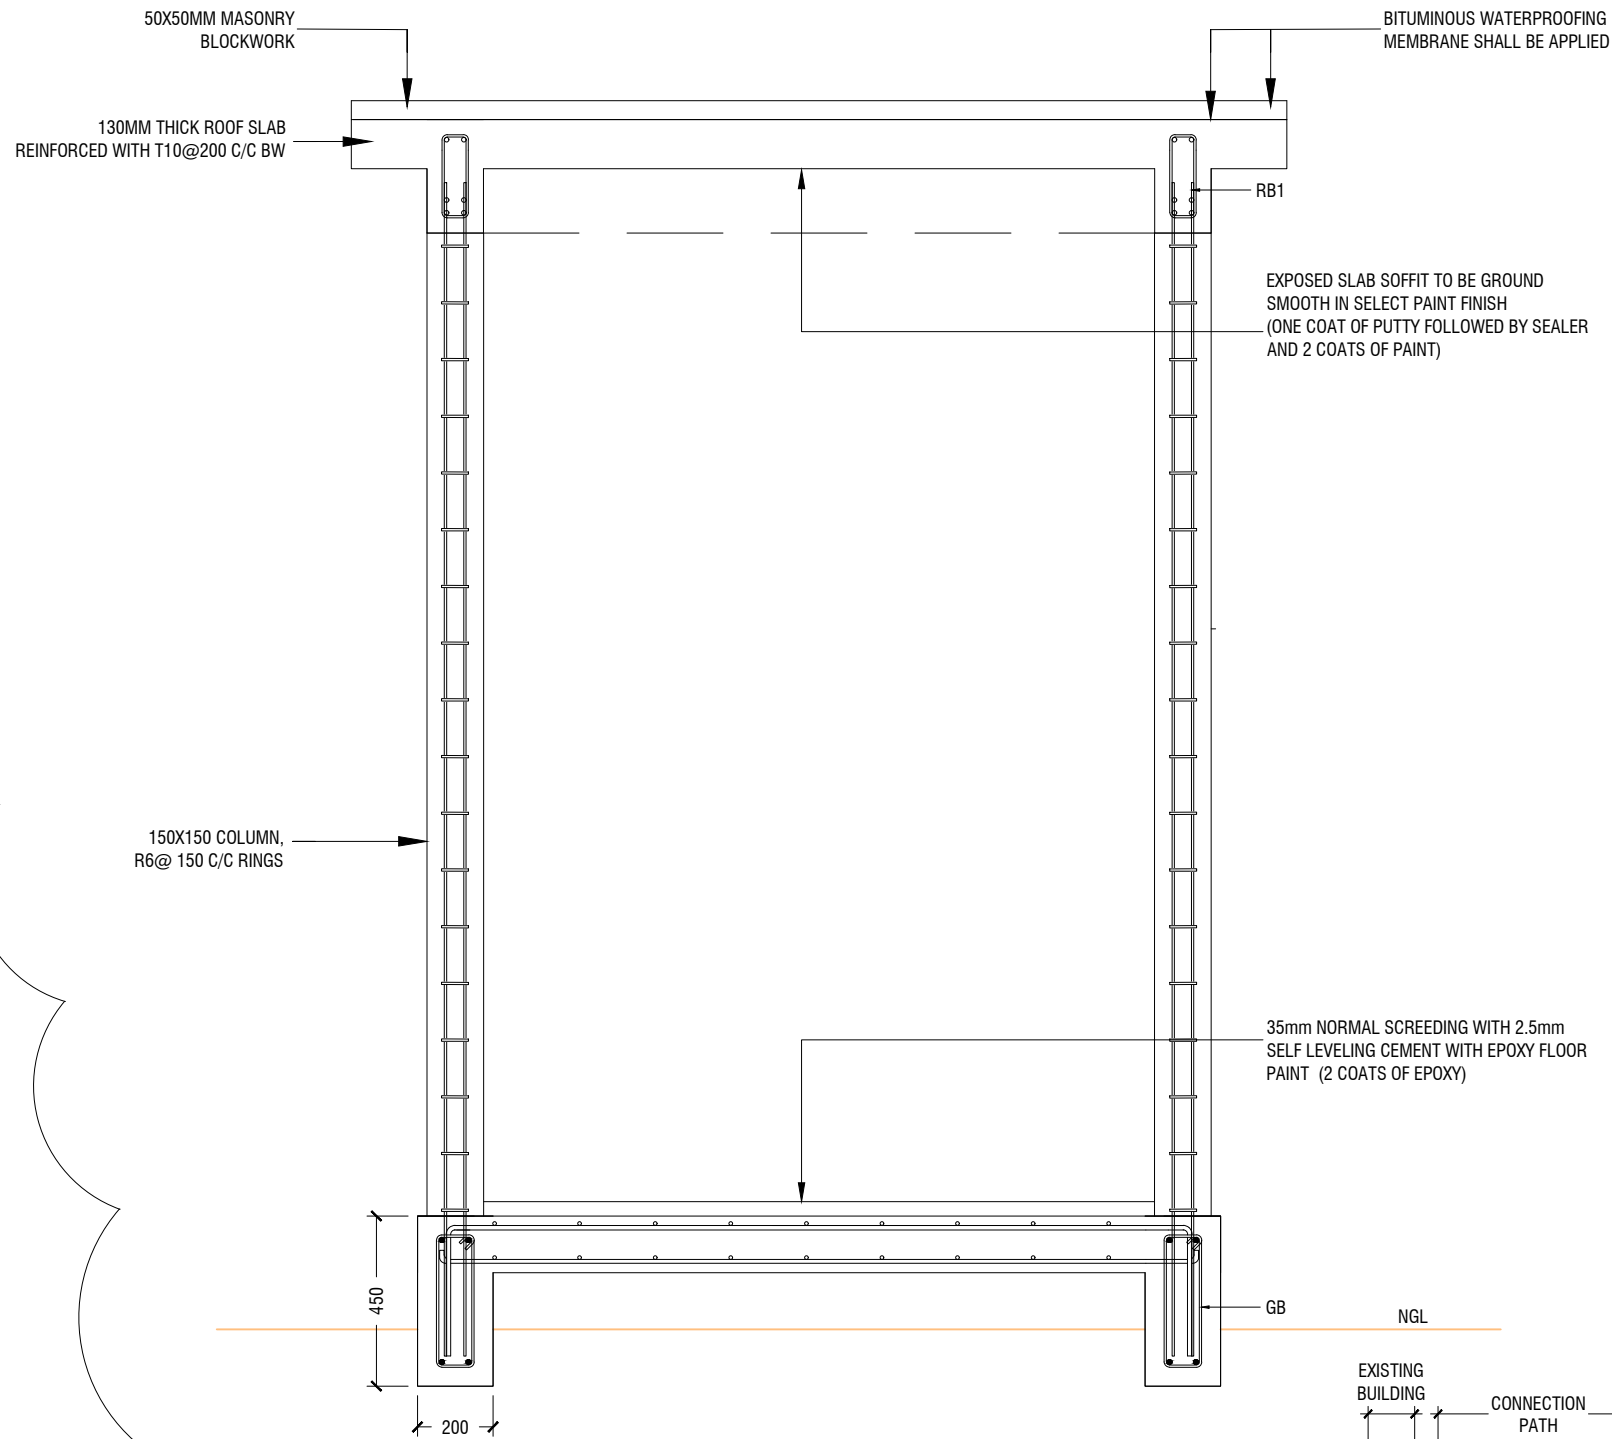 50X50MM MASONRY
BLOCKWORK
BITUMINOUS WATERPROOFING
MEMBRANE SHALL BE APPLIED
130MM THICK ROOF SLAB
REINFORCED WITH T10@200 C/C BW
RB1
EXPOSED SLAB SOFFIT TO BE GROUND
SMOOTH IN SELECT PAINT FINISH
(ONE COAT OF PUTTY FOLLOWED BY SEALER
AND 2 COATS OF PAINT)
150X150 COLUMN,
R6@ 150 C/C RINGS
35mm NORMAL SCREEDING WITH 2.5mm
SELF LEVELING CEMENT WITH EPOXY FLOOR
PAINT (2 COATS OF EPOXY)
450
GB
NGL
200
EXISTING
BUILDING
CONNECTION
PATH